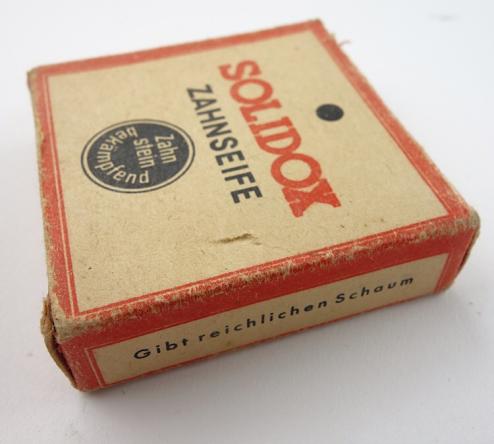 SOLIDOX
ZAHNSEIFE
Zahn
stein
bekämpfend
Gibt reichlichen Schaum